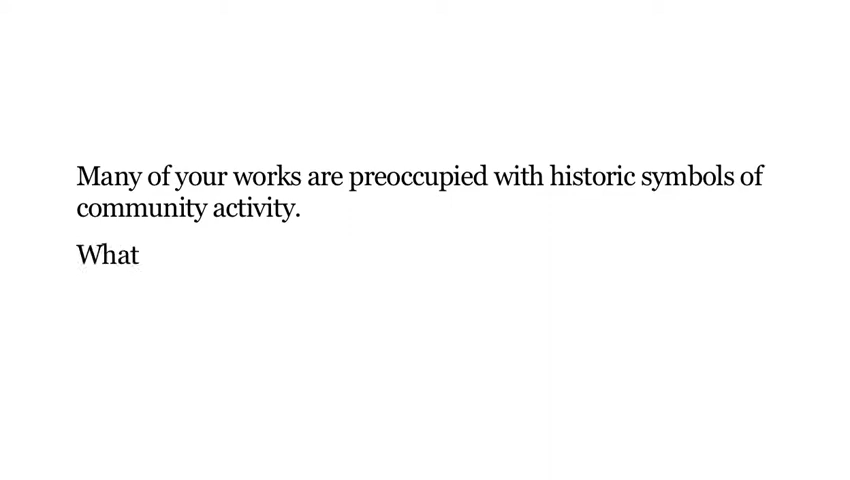 Many of your works are preoccupied with historic symbols of
community activity.
What